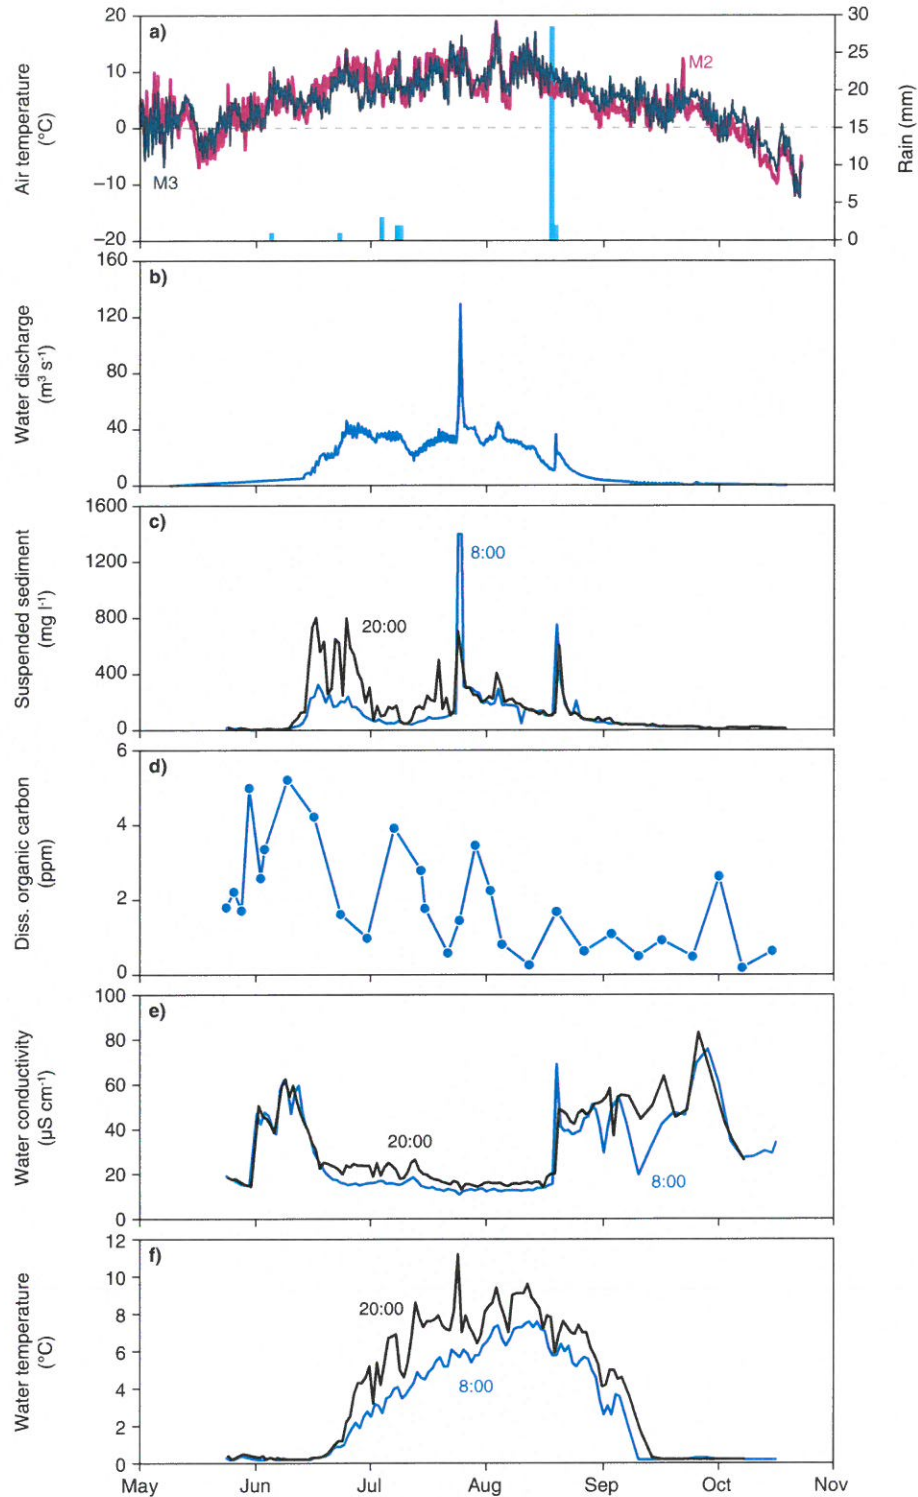 a)
Air temperature
(°C)
20
10
0
−10
−20
M2
M3
30
25
20
15
10
5
0
Rain (mm)
b)
Water discharge
(m³ s⁻¹)
160
120
80
40
0
c)
Suspended sediment
(mg l⁻¹)
1600
1200
800
400
0
8:00
20:00
d)
Diss. organic carbon
(ppm)
6
4
2
0
e)
Water conductivity
(µS cm⁻¹)
100
80
60
40
20
0
20:00
8:00
f)
Water temperature
(°C)
12
10
8
6
4
2
0
20:00
8:00
May Jun Jul Aug Sep Oct Nov